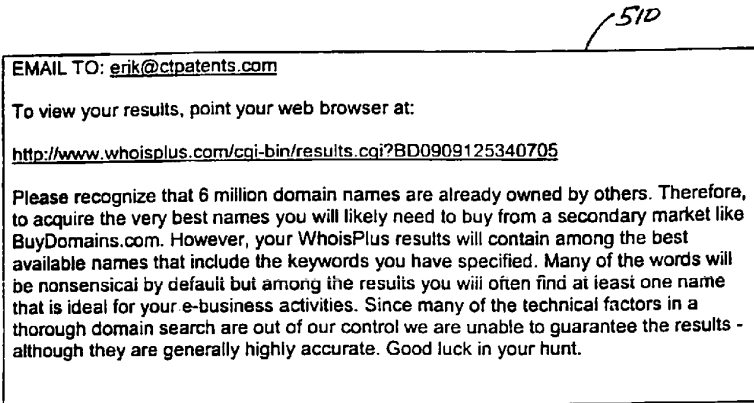 510
EMAIL TO: erik@ctpatents.com
To view your results, point your web browser at:
http://www.whoisplus.com/cgi-bin/results.cgi?BD0909125340705
Please recognize that 6 million domain names are already owned by others. Therefore,
to acquire the very best names you will likely need to buy from a secondary market like
BuyDomains.com. However, your WhoisPlus results will contain among the best
available names that include the keywords you have specified. Many of the words will
be nonsensical by default but among the results you will often find at least one name
that is ideal for your e-business activities. Since many of the technical factors in a
thorough domain search are out of our control we are unable to guarantee the results -
although they are generally highly accurate. Good luck in your hunt.